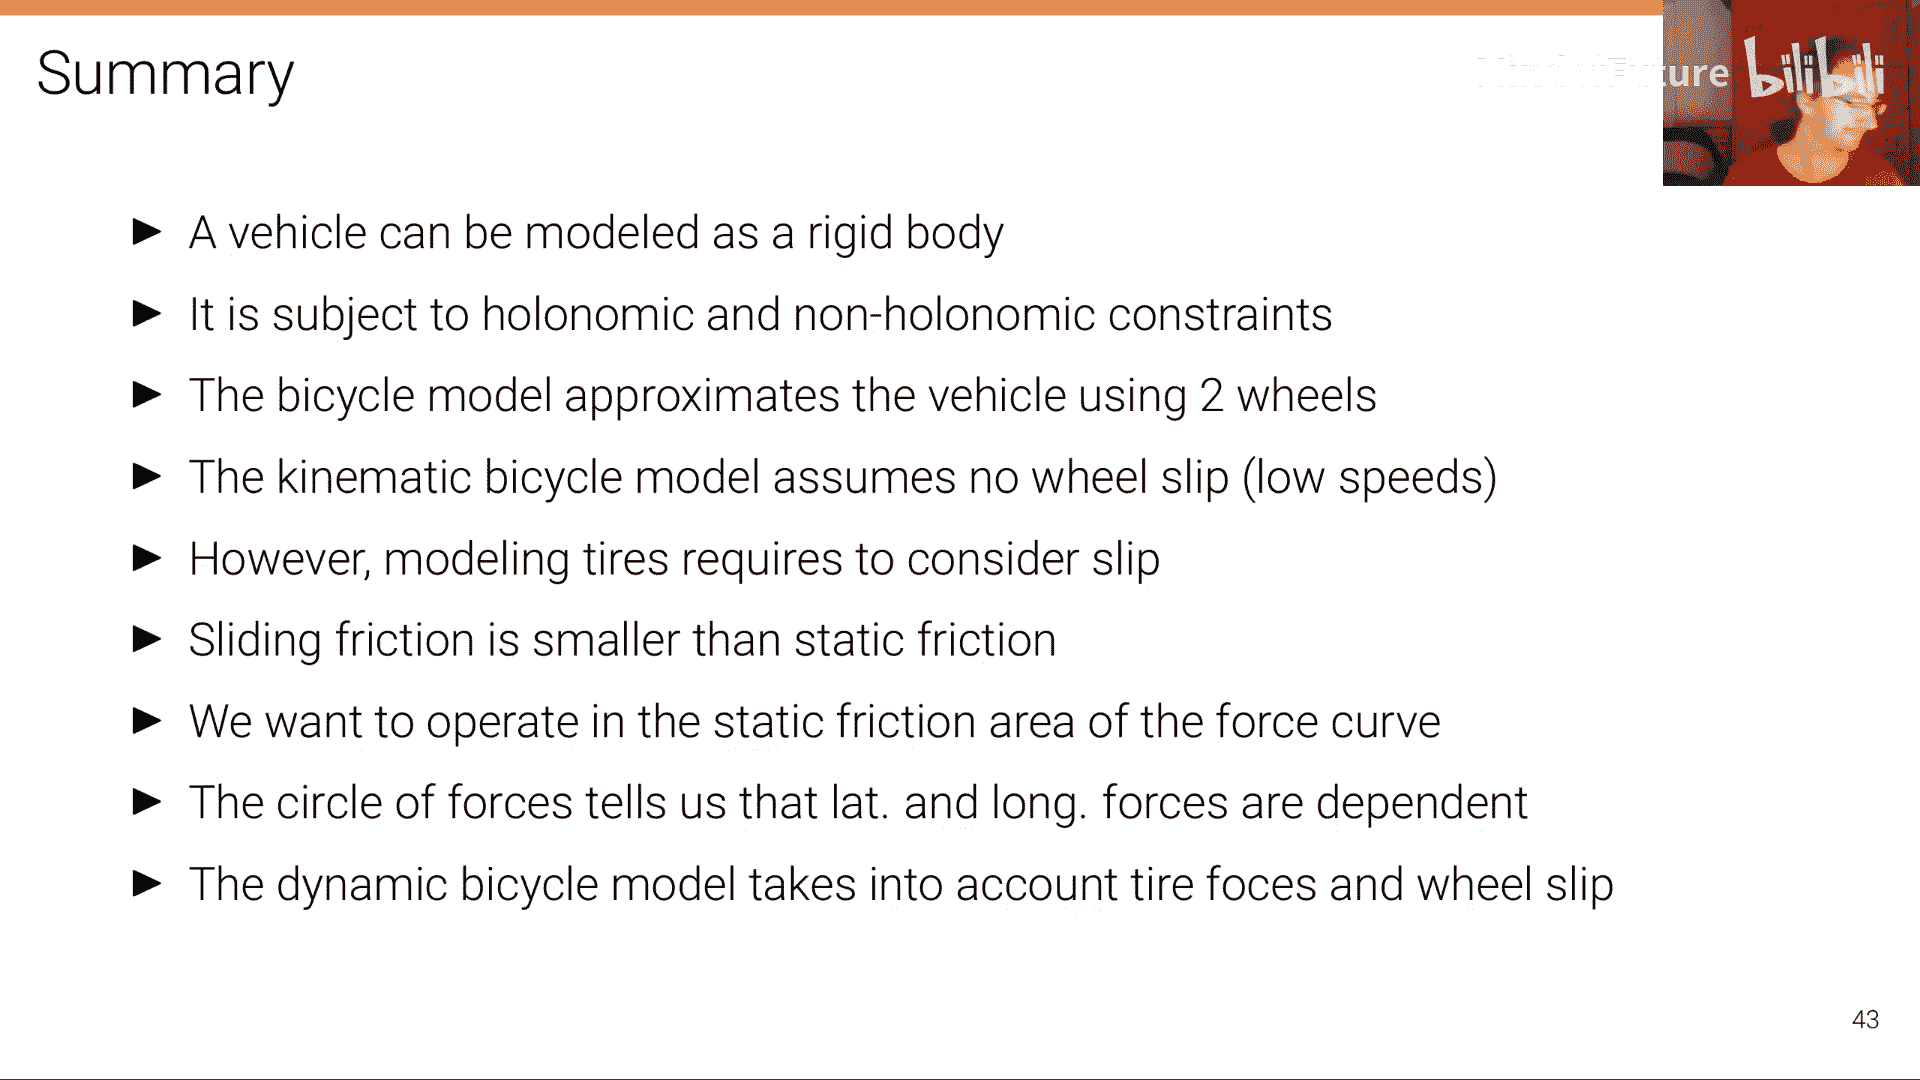 Summary
bilibili
► A vehicle can be modeled as a rigid body
► It is subject to holonomic and non-holonomic constraints
► The bicycle model approximates the vehicle using 2 wheels
► The kinematic bicycle model assumes no wheel slip (low speeds)
► However, modeling tires requires to consider slip
► Sliding friction is smaller than static friction
► We want to operate in the static friction area of the force curve
► The circle of forces tells us that lat. and long. forces are dependent
► The dynamic bicycle model takes into account tire foces and wheel slip
43